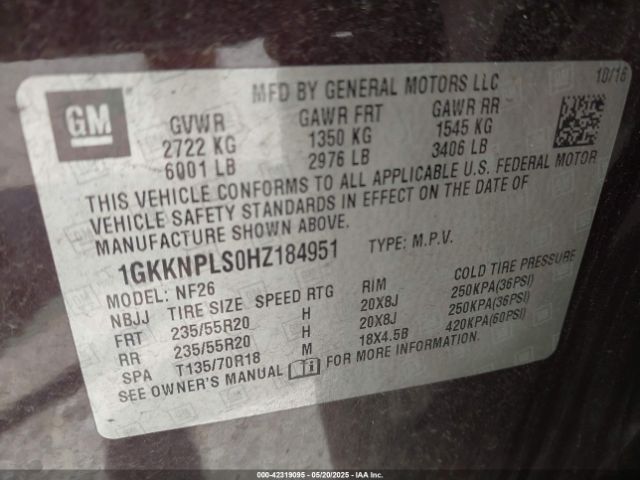 GM
MFD BY GENERAL MOTORS LLC
10/16
GVWR GAWR FRT GAWR RR
2722 KG 1350 KG 1545 KG
6001 LB 2976 LB 3406 LB
THIS VEHICLE CONFORMS TO ALL APPLICABLE U.S. FEDERAL MOTOR
VEHICLE SAFETY STANDARDS IN EFFECT ON THE DATE OF
MANUFACTURE SHOWN ABOVE.
1GKKNPLS0HZ184951 TYPE: M.P.V.
MODEL: NF26
NBJJ TIRE SIZE SPEED RTG RIM COLD TIRE PRESSURE
FRT 235/55R20 H 20X8J 250KPA(36PSI)
RR 235/55R20 H 20X8J 250KPA(36PSI)
SPA T135/70R18 M 18X4.5B 420KPA(60PSI)
SEE OWNER'S MANUAL FOR MORE INFORMATION.
000-42319095 — 05/20/2025 — IAA, Inc.